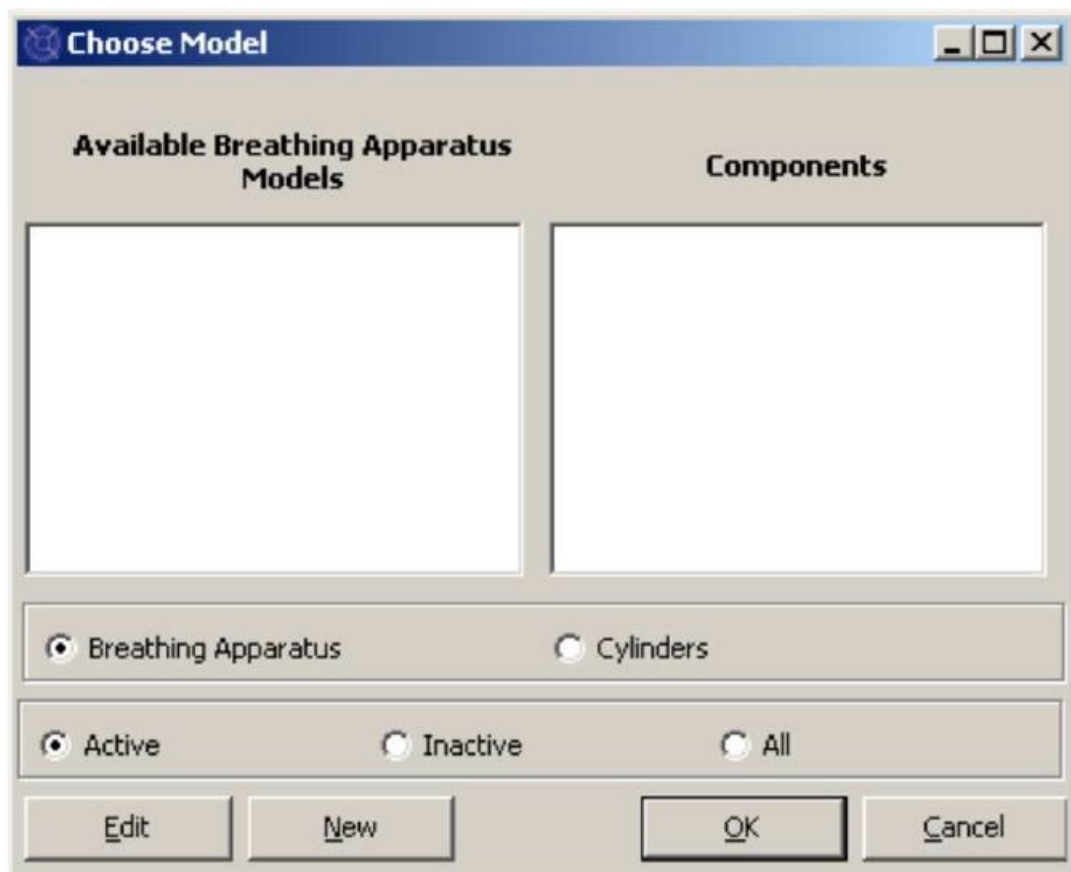 Choose Model
Available Breathing Apparatus
Models
Components
Breathing Apparatus
Cylinders
Active
Inactive
All
Edit
New
OK
Cancel